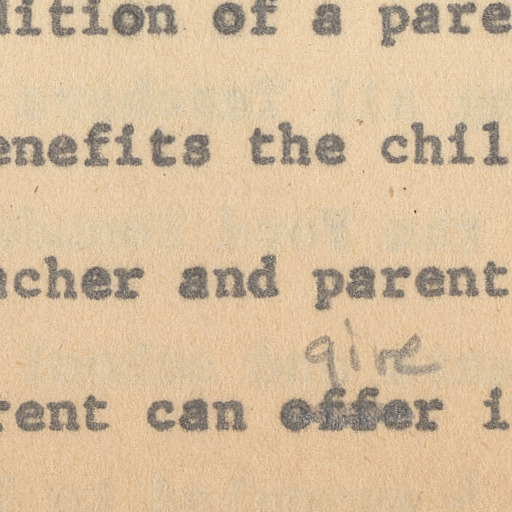 dition of a pare
enefits the chil
acher and parent
give
rent can offer i